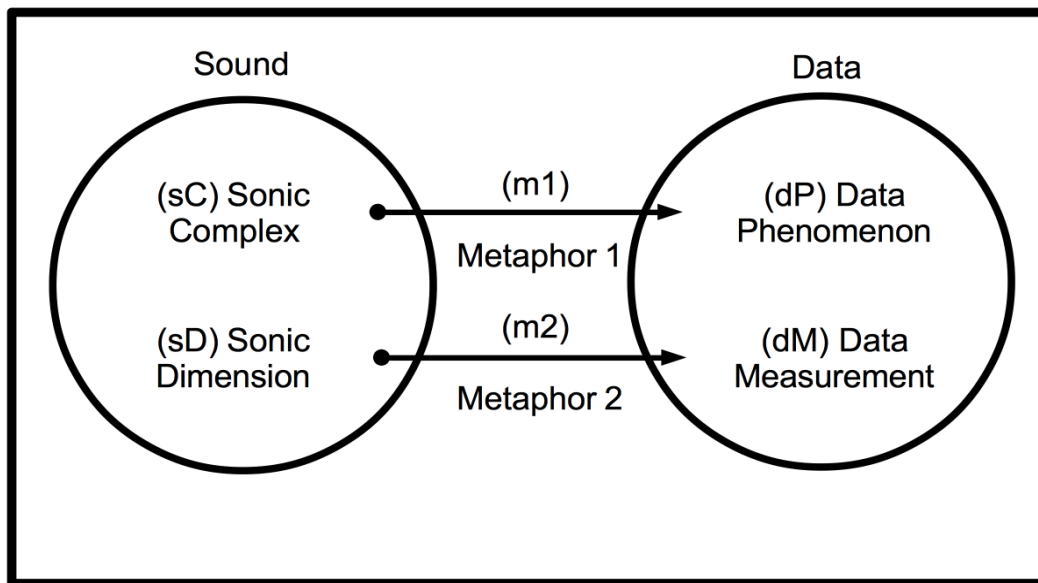 Sound
Data
(sC) Sonic
Complex
(m1)
Metaphor 1
(dP) Data
Phenomenon
(sD) Sonic
Dimension
(m2)
Metaphor 2
(dM) Data
Measurement